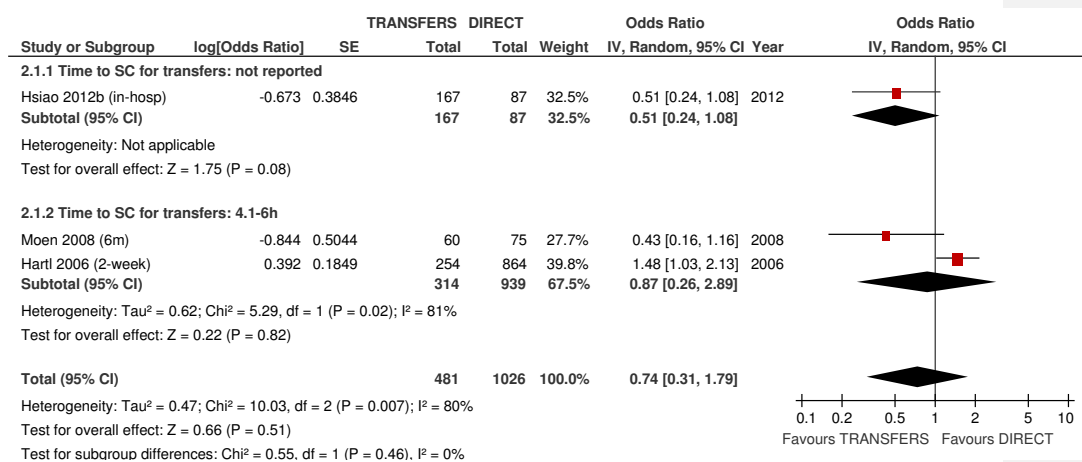 TRANSFERS DIRECT Odds Ratio Odds Ratio
Study or Subgroup log[Odds Ratio] SE Total Total Weight IV, Random, 95% CI Year IV, Random, 95% CI
2.1.1 Time to SC for transfers: not reported
Hsiao 2012b (in-hosp) -0.673 0.3846 167 87 32.5% 0.51 [0.24, 1.08] 2012
Subtotal (95% CI) 167 87 32.5% 0.51 [0.24, 1.08]
Heterogeneity: Not applicable
Test for overall effect: Z = 1.75 (P = 0.08)
2.1.2 Time to SC for transfers: 4.1-6h
Moen 2008 (6m) -0.844 0.5044 60 75 27.7% 0.43 [0.16, 1.16] 2008
Hartl 2006 (2-week) 0.392 0.1849 254 864 39.8% 1.48 [1.03, 2.13] 2006
Subtotal (95% CI) 314 939 67.5% 0.87 [0.26, 2.89]
Heterogeneity: Tau² = 0.62; Chi² = 5.29, df = 1 (P = 0.02); I² = 81%
Test for overall effect: Z = 0.22 (P = 0.82)
Total (95% CI) 481 1026 100.0% 0.74 [0.31, 1.79]
Heterogeneity: Tau² = 0.47; Chi² = 10.03, df = 2 (P = 0.007); I² = 80%
Test for overall effect: Z = 0.66 (P = 0.51)
Test for subgroup differences: Chi² = 0.55, df = 1 (P = 0.46), I² = 0%
0.1 0.2 0.5 1 2 5 10
Favours TRANSFERS Favours DIRECT